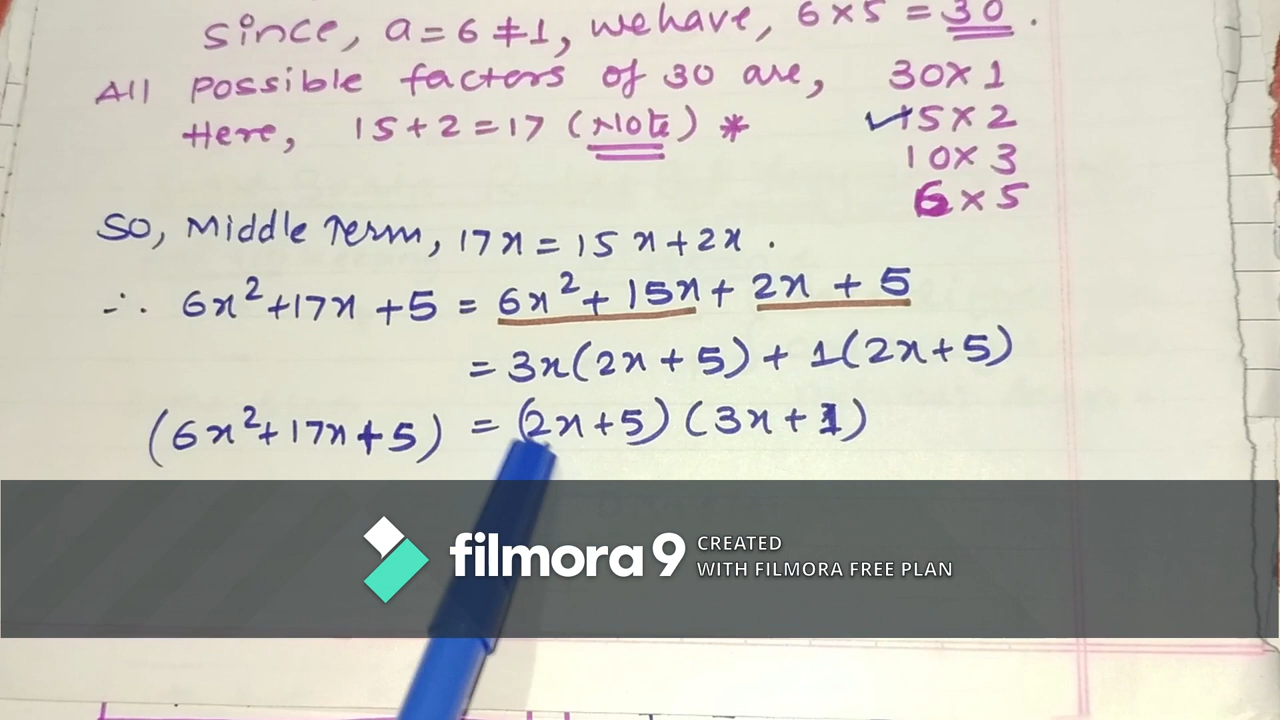 since, a = 6 ≠ 1, we have, 6 × 5 = 30 .
All possible factors of 30 are, 30 × 1
Here, 15 + 2 = 17 (Note) * ✓15 × 2
10 × 3
6 × 5
So, Middle Term, 17x = 15x + 2x .
∴ 6x² + 17x + 5 = 6x² + 15x + 2x + 5
= 3x(2x + 5) + 1(2x + 5)
(6x² + 17x + 5) = (2x + 5) (3x + 1)
filmora 9 CREATED
WITH FILMORA FREE PLAN